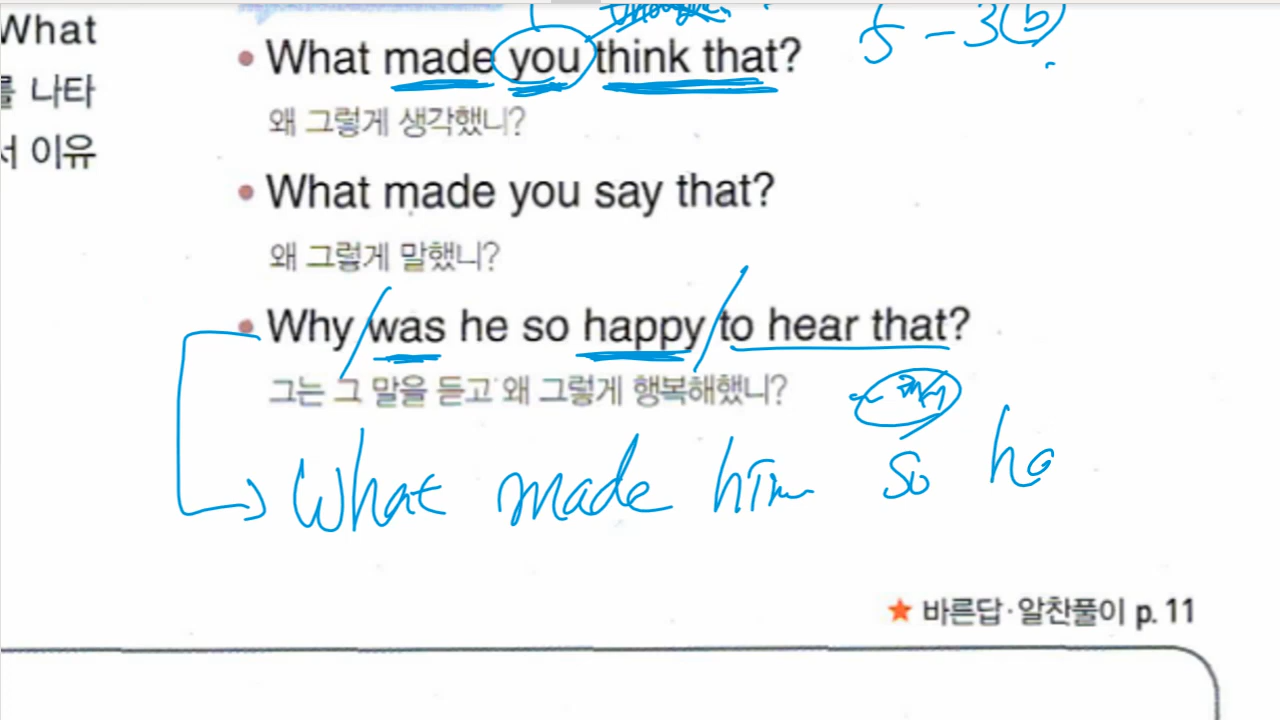 What
를 나타
서 이유
5-3(b)
• What made you think that?
왜 그렇게 생각했니?
• What made you say that?
왜 그렇게 말했니?
• Why was he so happy to hear that?
그는 그 말을 듣고 왜 그렇게 행복해했니?
What made him so ha
★ 바른답·알찬풀이 p. 11